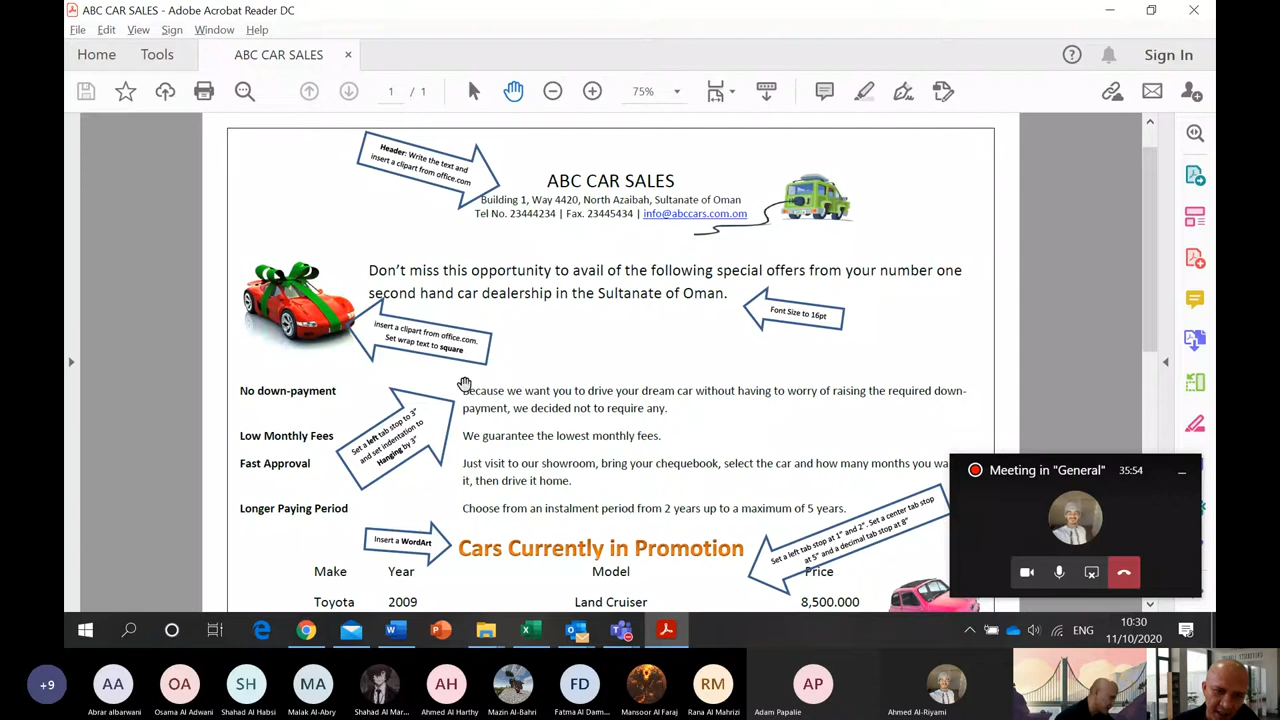 ABC CAR SALES - Adobe Acrobat Reader DC
File Edit View Sign Window Help
Home Tools ABC CAR SALES × Sign In
1 / 1 75%
Header: Write the text and
insert a clipart from office.com
ABC CAR SALES
Building 1, Way 4420, North Azaibah, Sultanate of Oman
Tel No. 23444234 | Fax. 23445434 | info@abccars.com.om
Don't miss this opportunity to avail of the following special offers from your number one
second hand car dealership in the Sultanate of Oman.
Font Size to 16pt
insert a clipart from office.com.
Set wrap text to square
No down-payment Because we want you to drive your dream car without having to worry of raising the required down-
payment, we decided not to require any.
Set a left tab stop to 3"
and set indentation to
Hanging by 3"
Low Monthly Fees We guarantee the lowest monthly fees.
Fast Approval Just visit to our showroom, bring your chequebook, select the car and how many months you wa
it, then drive it home.
Longer Paying Period Choose from an instalment period from 2 years up to a maximum of 5 years.
Set a left tab stop at 1" and 2". Set a center tab stop
at 5" and a decimal tab stop at 8"
Insert a WordArt
Cars Currently in Promotion
Make Year Model Price
Toyota 2009 Land Cruiser 8,500.000
Meeting in "General" 35:54
ENG
10:30
11/10/2020
+9 AA OA SH MA AH FD RM AP
Abrar albarwani Osama Al Adwani Shahad Al Habsi Malak Al-Abry Shahad Al Mar... Ahmed Al Harthy Mazin Al-Bahri Fatma Al Darm... Mansoor Al Faraj Rana Al Mahrizi Adam Papalie Ahmed Al-Riyami